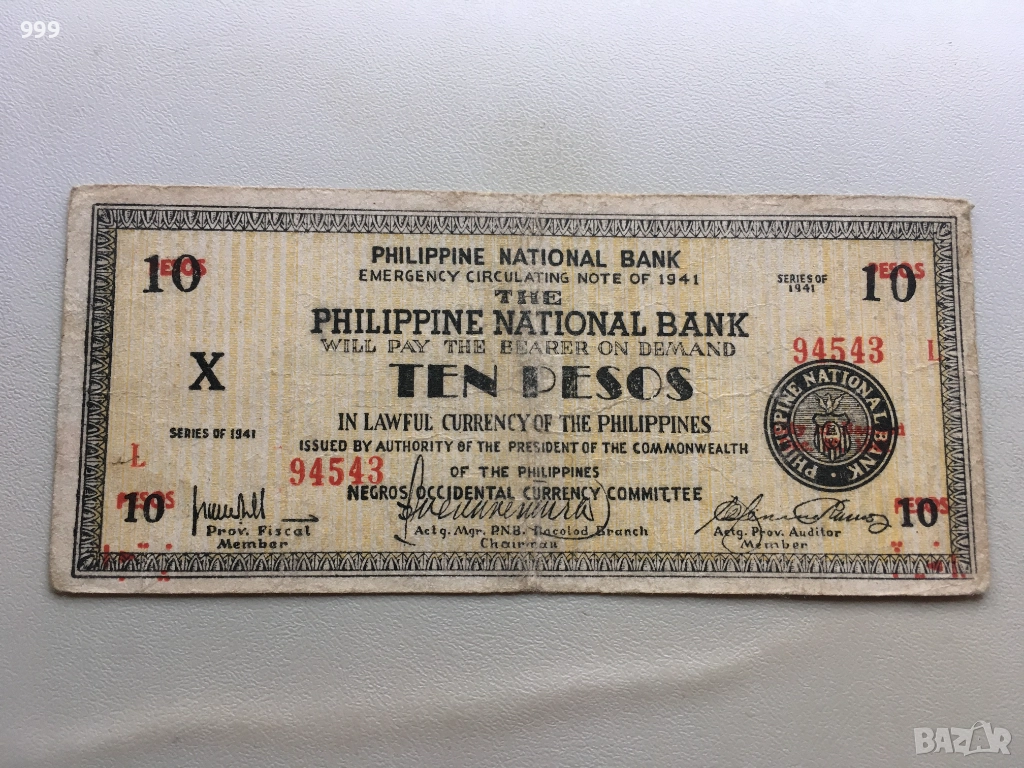 999
PHILIPPINE NATIONAL BANK
EMERGENCY CIRCULATING NOTE OF 1941
10 PESOS
SERIES OF 1941
PESOS 10
THE
PHILIPPINE NATIONAL BANK
WILL PAY THE BEARER ON DEMAND
94543 L
X
TEN PESOS
PHILIPPINE NATIONAL BANK
IN LAWFUL CURRENCY OF THE PHILIPPINES
SERIES OF 1941
ISSUED BY AUTHORITY OF THE PRESIDENT OF THE COMMONWEALTH
L
94543
OF THE PHILIPPINES
NEGROS OCCIDENTAL CURRENCY COMMITTEE
PESOS 10
10 PESOS
Prov. Fiscal
Member
Actg. Mgr. P.N.B. Bacolod Branch
Chairman
Actg. Prov. Auditor
Member
BAZAR